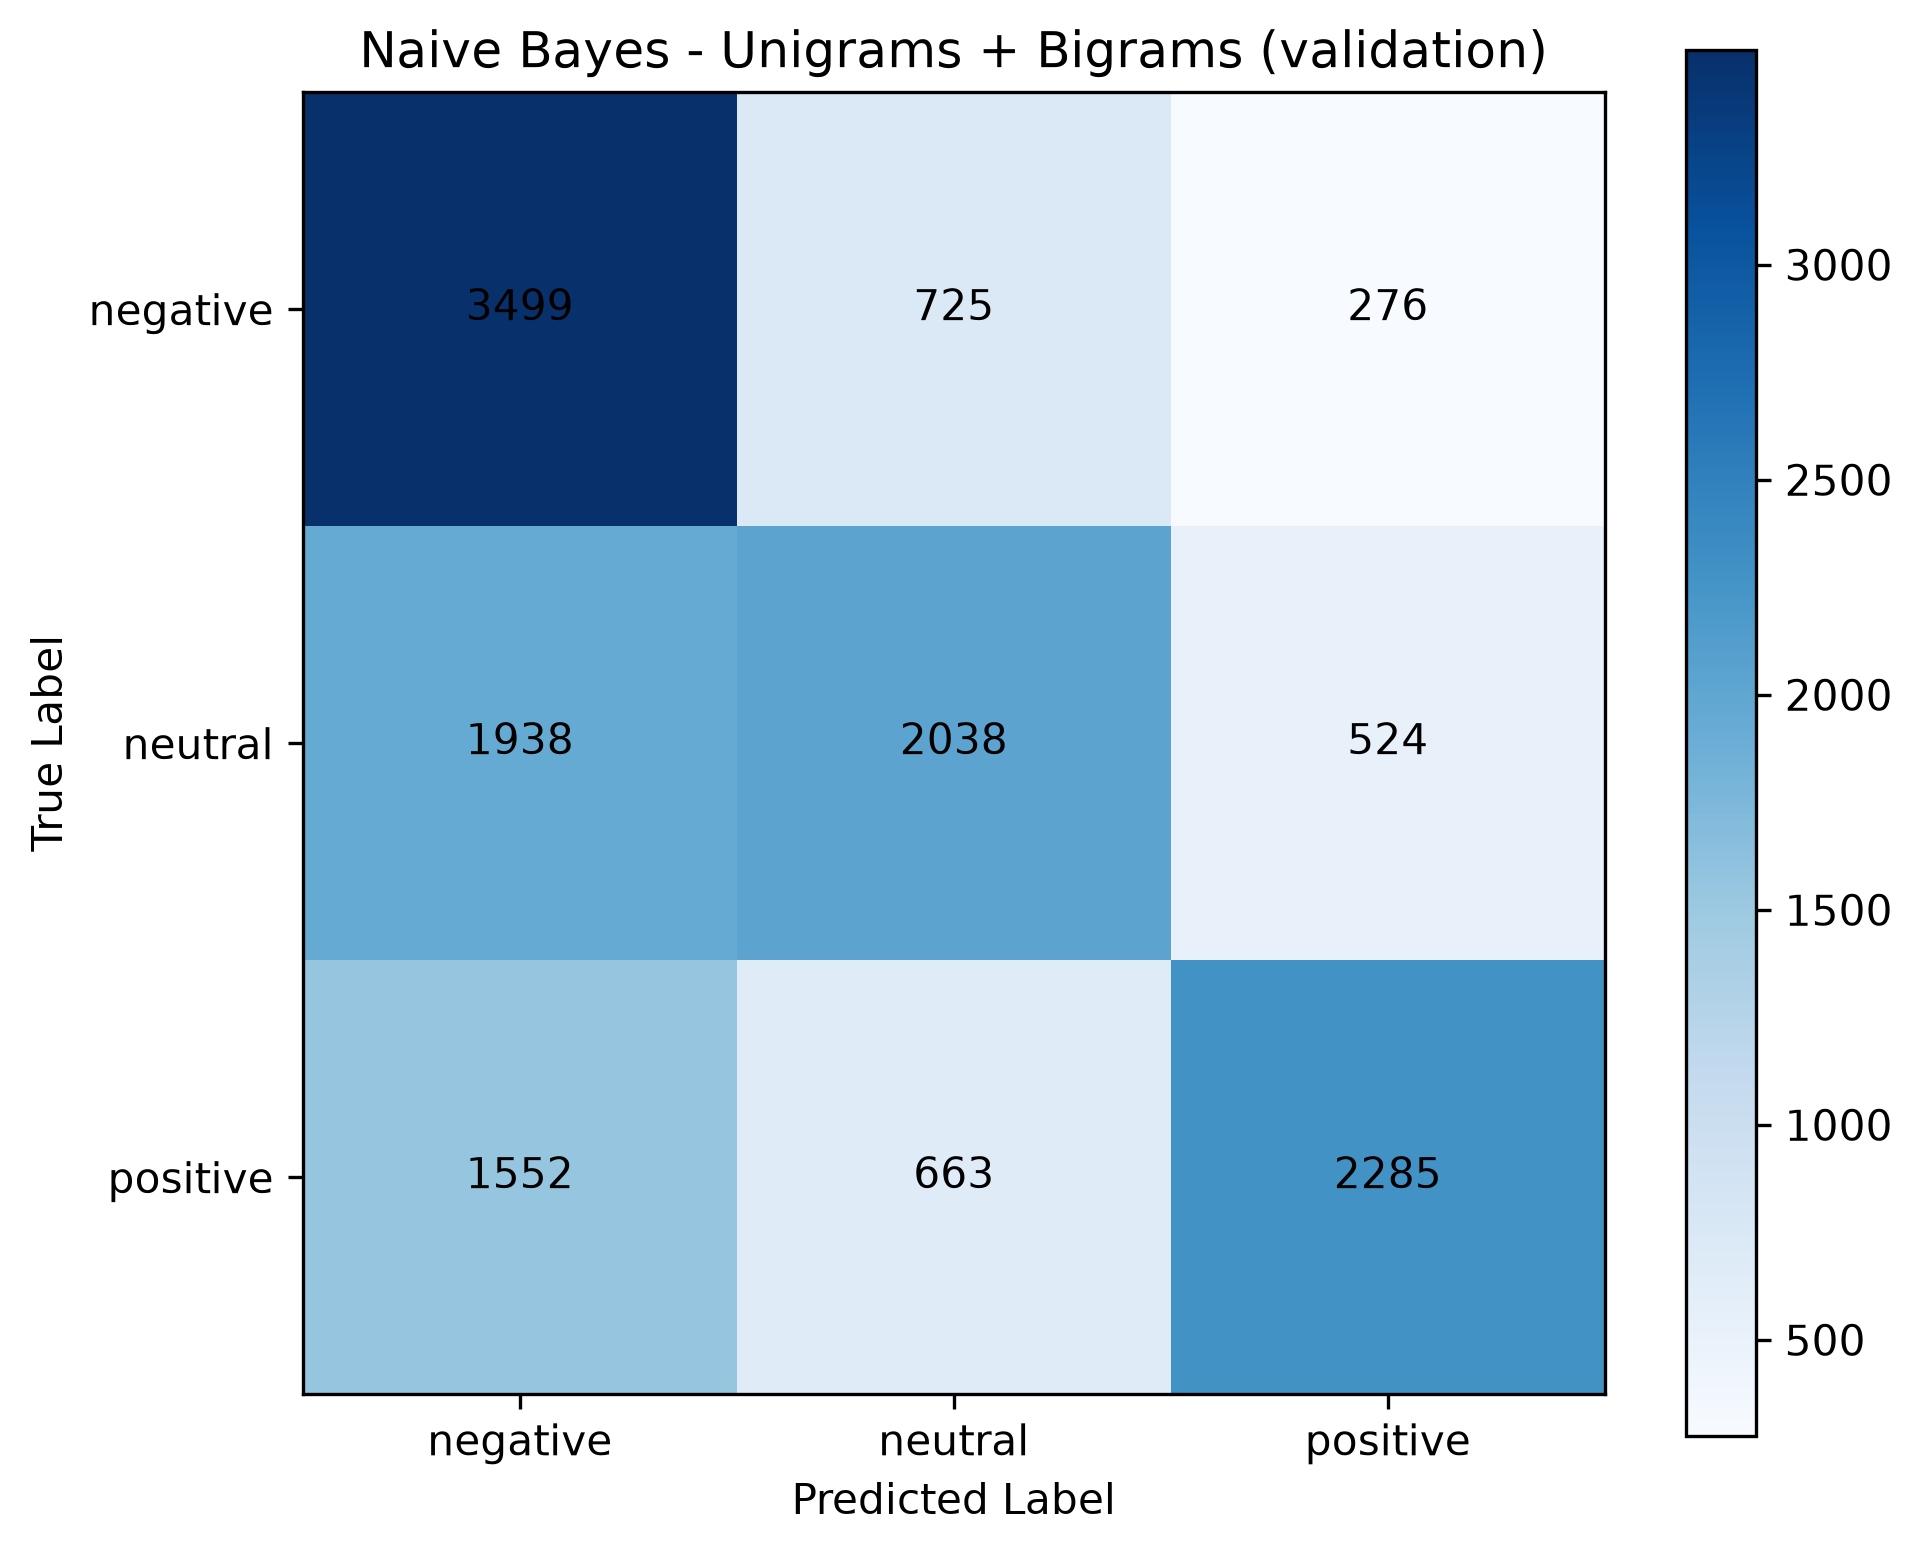 Naive Bayes - Unigrams + Bigrams (validation)
negative 3499 725 276
neutral 1938 2038 524
positive 1552 663 2285
negative neutral positive
Predicted Label
True Label
3000
2500
2000
1500
1000
500